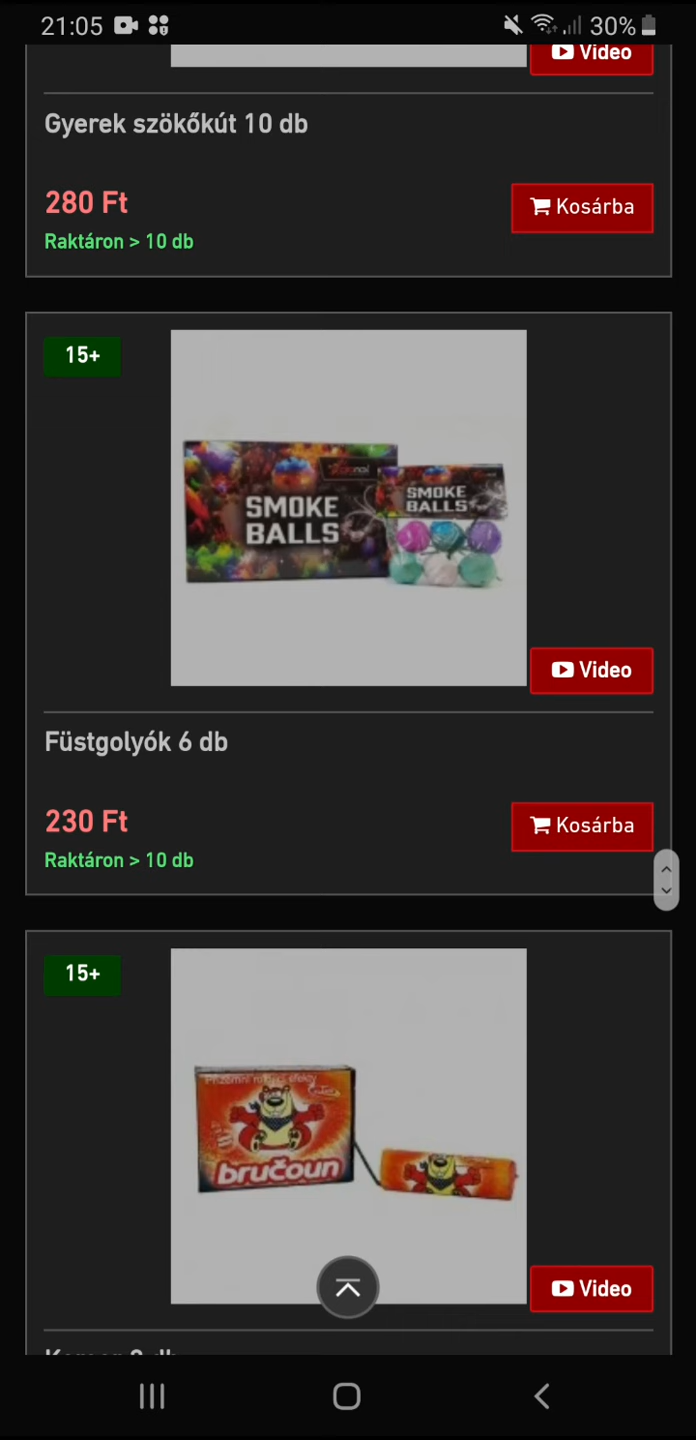 21:05
30%
Video
Gyerek szökőkút 10 db
280 Ft
Kosárba
Raktáron > 10 db
15+
SMOKE
BALLS
SMOKE
BALLS
Video
Füstgolyók 6 db
230 Ft
Kosárba
Raktáron > 10 db
15+
bručoun
Video